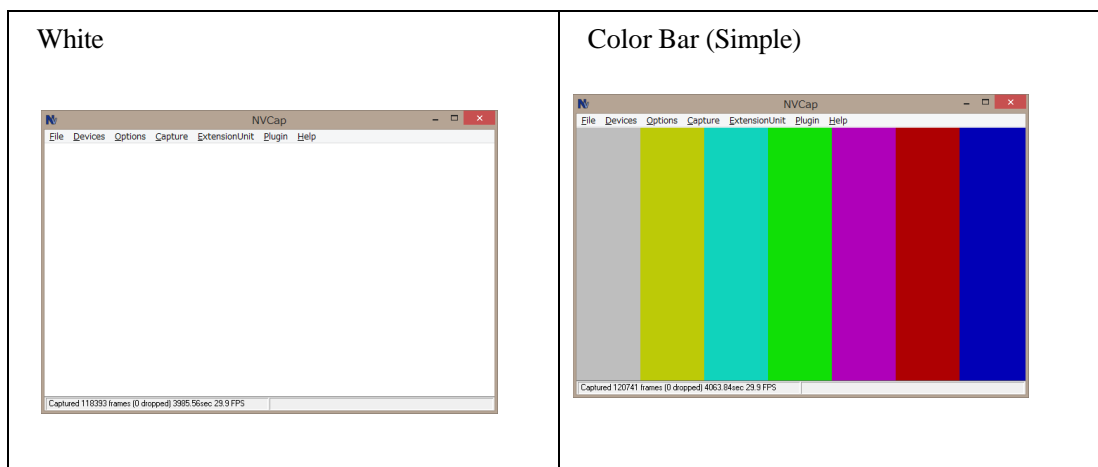 White
NVCap
File Devices Options Capture ExtensionUnit Plugin Help
Captured 118393 frames (0 dropped) 3985.56sec 29.9 FPS
Color Bar (Simple)
NVCap
File Devices Options Capture ExtensionUnit Plugin Help
Captured 120741 frames (0 dropped) 4063.84sec 29.9 FPS